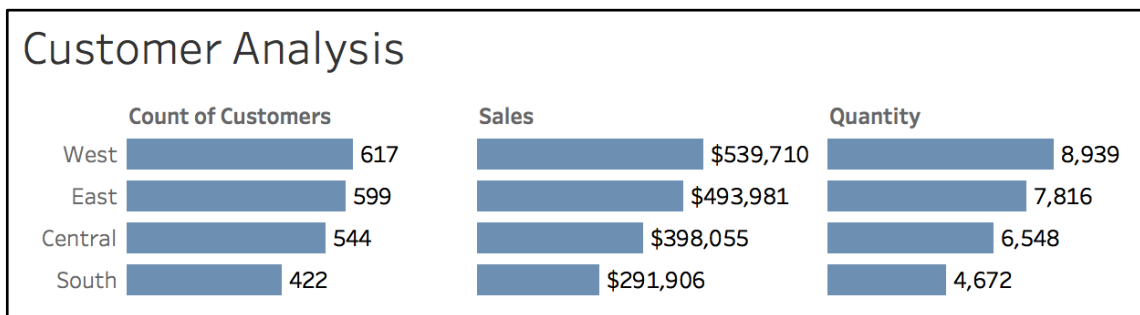 Customer Analysis
Count of Customers Sales Quantity
West 617 $539,710 8,939
East 599 $493,981 7,816
Central 544 $398,055 6,548
South 422 $291,906 4,672